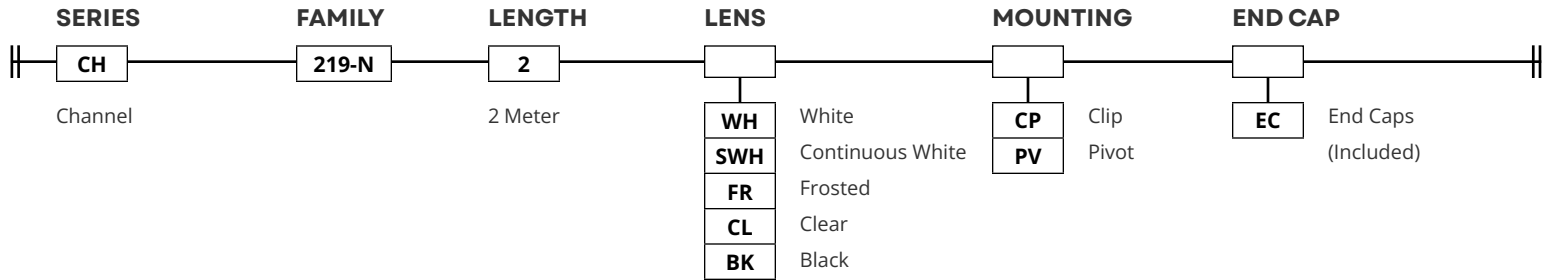 SERIES FAMILY LENGTH LENS MOUNTING END CAP
CH 219-N 2
Channel 2 Meter WH White CP Clip EC End Caps
SWH Continuous White PV Pivot (Included)
FR Frosted
CL Clear
BK Black